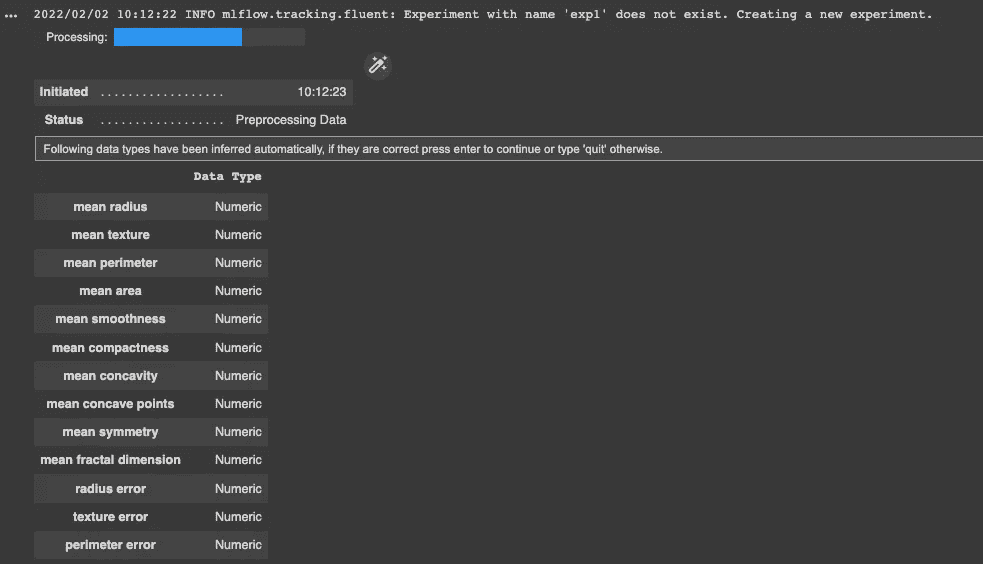 ... 2022/02/02 10:12:22 INFO mlflow.tracking.fluent: Experiment with name 'exp1' does not exist. Creating a new experiment.
Processing:
Initiated .................. 10:12:23
Status .................. Preprocessing Data
Following data types have been inferred automatically, if they are correct press enter to continue or type 'quit' otherwise.
Data Type
mean radius Numeric
mean texture Numeric
mean perimeter Numeric
mean area Numeric
mean smoothness Numeric
mean compactness Numeric
mean concavity Numeric
mean concave points Numeric
mean symmetry Numeric
mean fractal dimension Numeric
radius error Numeric
texture error Numeric
perimeter error Numeric